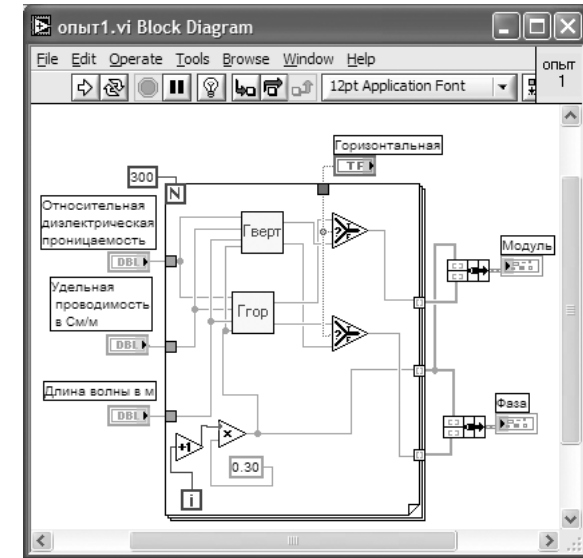 опыт1.vi Block Diagram
File Edit Operate Tools Browse Window Help
12pt Application Font
опыт
1
Горизонтальная
TF
300
N
Относительная
диэлектрическая
проницаемость
DBL
Удельная
проводимость
в См/м
DBL
Длина волны в м
DBL
Гверт
Ггор
?
T
F
?
T
F
Модуль
Фаза
+1
x
0.30
i